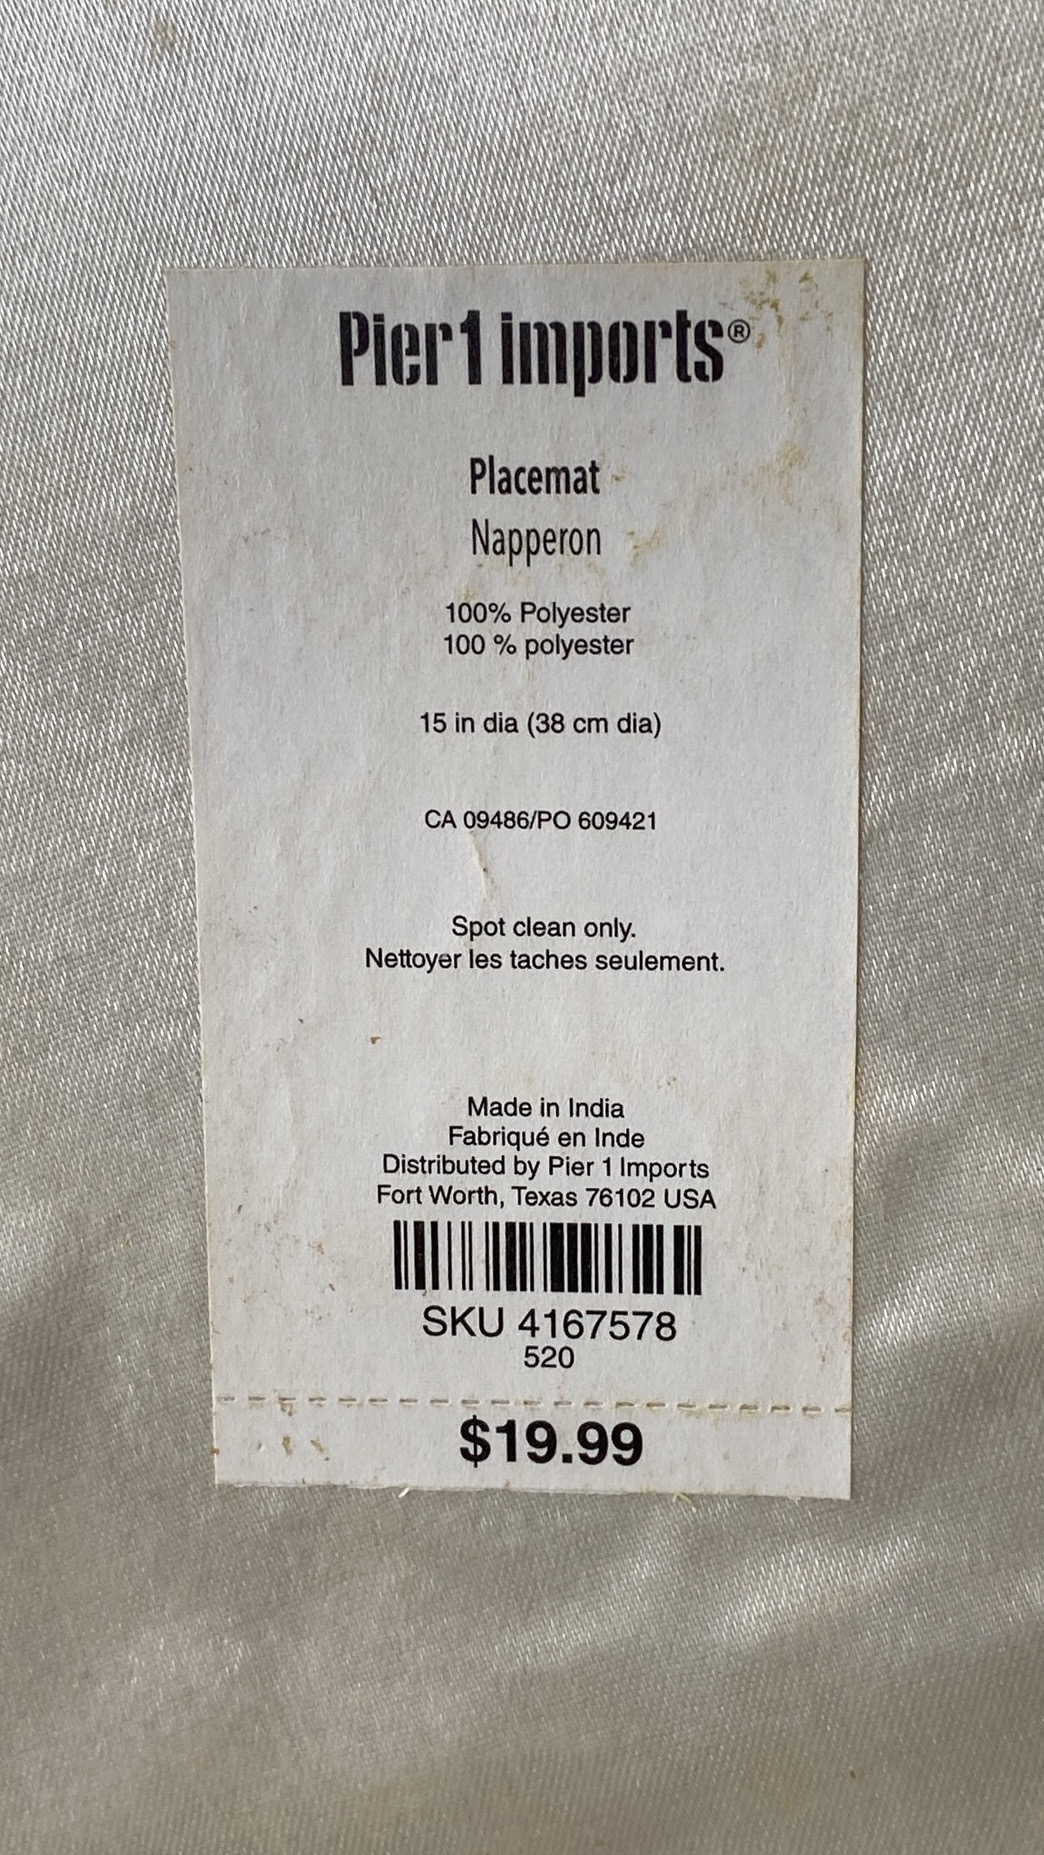 Pier1 imports®
Placemat
Napperon
100% Polyester
100 % polyester
15 in dia (38 cm dia)
CA 09486/PO 609421
Spot clean only.
Nettoyer les taches seulement.
Made in India
Fabriqué en Inde
Distributed by Pier 1 Imports
Fort Worth, Texas 76102 USA
SKU 4167578
520
$19.99